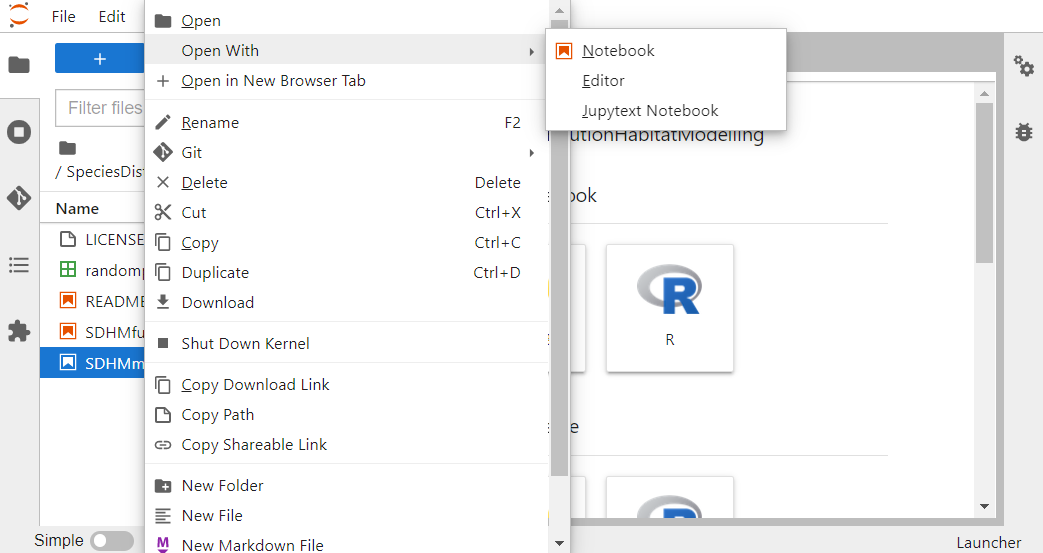 File Edit
+
Filter files
/ SpeciesDist
Name
LICENSE
randomp
README
SDHMfu
SDHMm
Simple
Open
Open With
Open in New Browser Tab
Rename F2
Git
Delete Delete
Cut Ctrl+X
Copy Ctrl+C
Duplicate Ctrl+D
Download
Shut Down Kernel
Copy Download Link
Copy Path
Copy Shareable Link
New Folder
New File
New Markdown File
Notebook
Editor
Jupytext Notebook
utionHabitatModelling
ook
R
R
e
Launcher